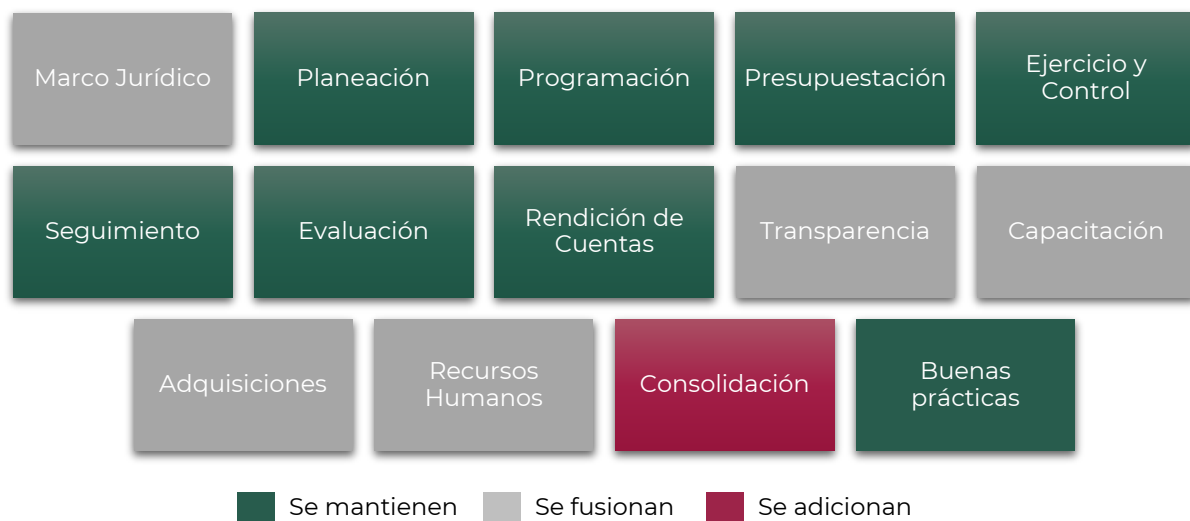 Marco Jurídico
Planeación
Programación
Presupuestación
Ejercicio y
Control
Seguimiento
Evaluación
Rendición de
Cuentas
Transparencia
Capacitación
Adquisiciones
Recursos
Humanos
Consolidación
Buenas
prácticas
Se mantienen
Se fusionan
Se adicionan